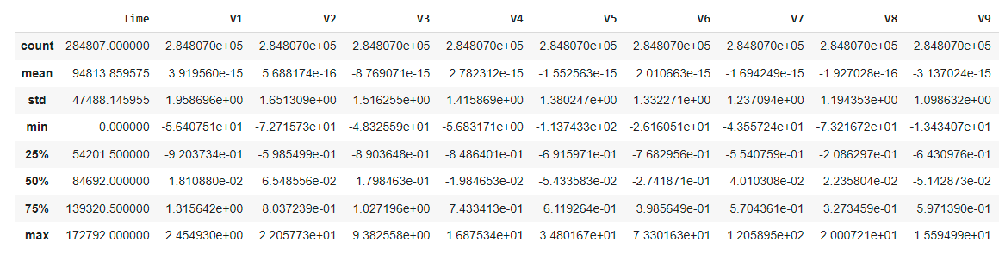 Time V1 V2 V3 V4 V5 V6 V7 V8 V9
count 284807.000000 2.848070e+05 2.848070e+05 2.848070e+05 2.848070e+05 2.848070e+05 2.848070e+05 2.848070e+05 2.848070e+05 2.848070e+05
mean 94813.859575 3.919560e-15 5.688174e-16 -8.769071e-15 2.782312e-15 -1.552563e-15 2.010663e-15 -1.694249e-15 -1.927028e-16 -3.137024e-15
std 47488.145955 1.958696e+00 1.651309e+00 1.516255e+00 1.415869e+00 1.380247e+00 1.332271e+00 1.237094e+00 1.194353e+00 1.098632e+00
min 0.000000 -5.640751e+01 -7.271573e+01 -4.832559e+01 -5.683171e+00 -1.137433e+02 -2.616051e+01 -4.355724e+01 -7.321672e+01 -1.343407e+01
25% 54201.500000 -9.203734e-01 -5.985499e-01 -8.903648e-01 -8.486401e-01 -6.915971e-01 -7.682956e-01 -5.540759e-01 -2.086297e-01 -6.430976e-01
50% 84692.000000 1.810880e-02 6.548556e-02 1.798463e-01 -1.984653e-02 -5.433583e-02 -2.741871e-01 4.010308e-02 2.235804e-02 -5.142873e-02
75% 139320.500000 1.315642e+00 8.037239e-01 1.027196e+00 7.433413e-01 6.119264e-01 3.985649e-01 5.704361e-01 3.273459e-01 5.971390e-01
max 172792.000000 2.454930e+00 2.205773e+01 9.382558e+00 1.687534e+01 3.480167e+01 7.330163e+01 1.205895e+02 2.000721e+01 1.559499e+01